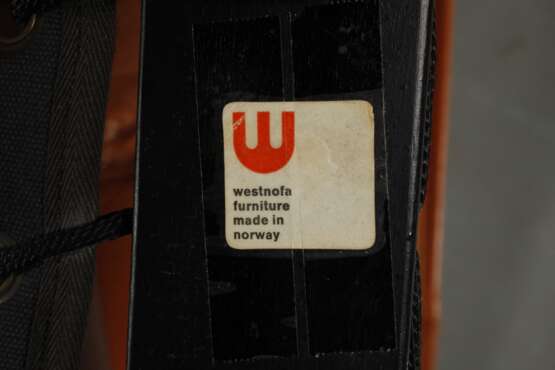 w
westnofa
furniture
made in
norway